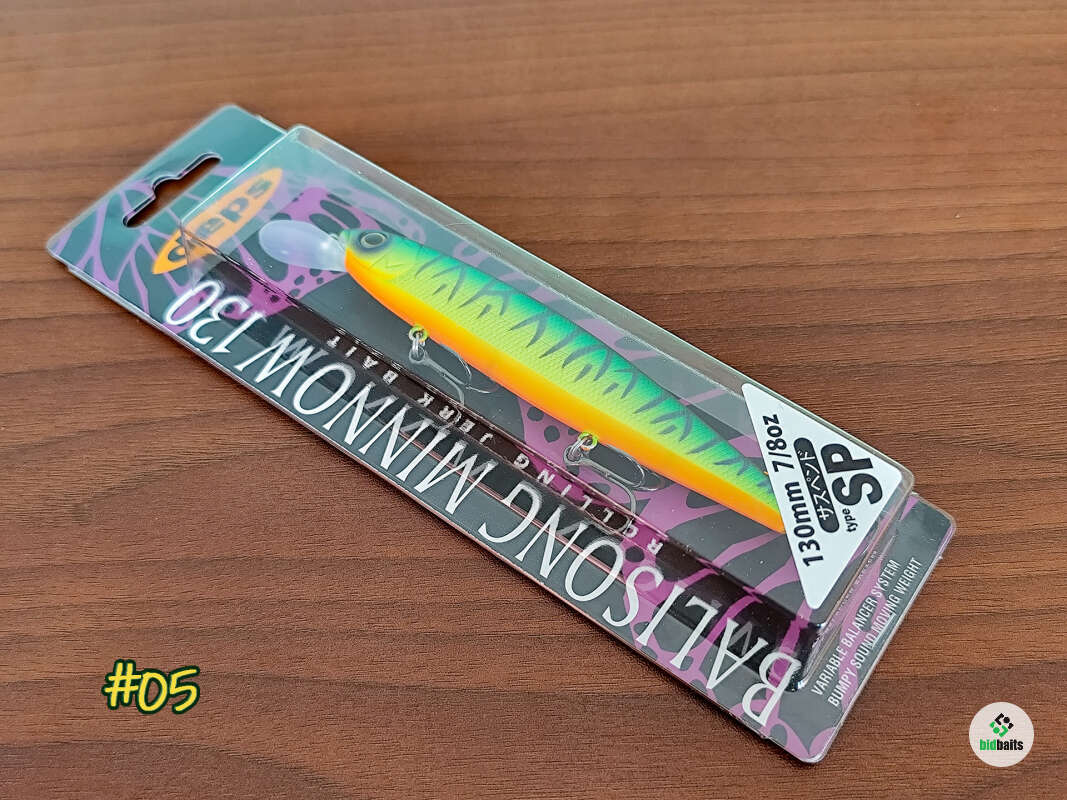 deps
BALISONG MINNOW 130
ROLLING JERK BAIT
130mm 7/8oz
サスペンド
type SP
VARIABLE BALANCER SYSTEM
BUMPY SOUND MOVING WEIGHT
#05
bidbaits